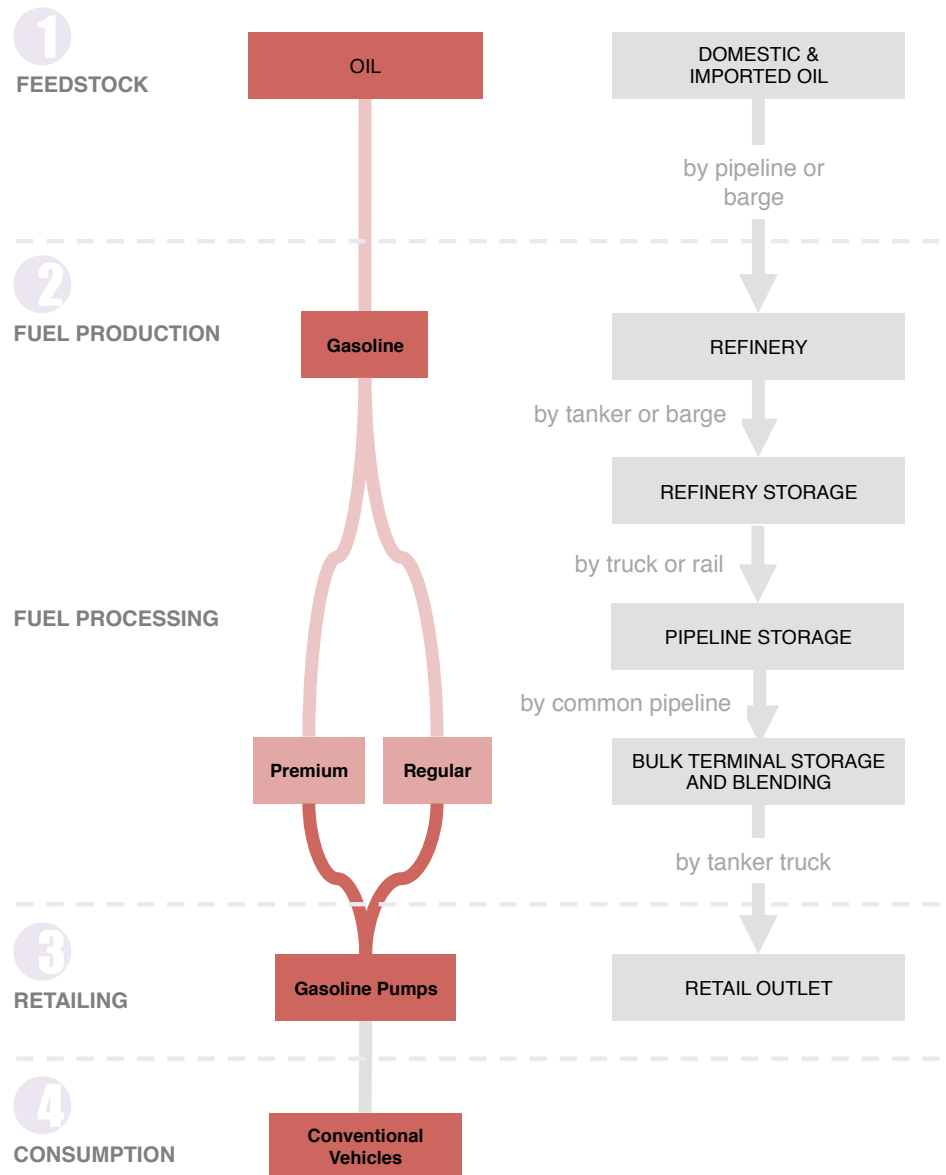 1
FEEDSTOCK
OIL
DOMESTIC &
IMPORTED OIL
by pipeline or
barge
2
FUEL PRODUCTION
Gasoline
REFINERY
by tanker or barge
REFINERY STORAGE
by truck or rail
FUEL PROCESSING
PIPELINE STORAGE
by common pipeline
Premium
Regular
BULK TERMINAL STORAGE
AND BLENDING
by tanker truck
3
RETAILING
Gasoline Pumps
RETAIL OUTLET
4
CONSUMPTION
Conventional
Vehicles